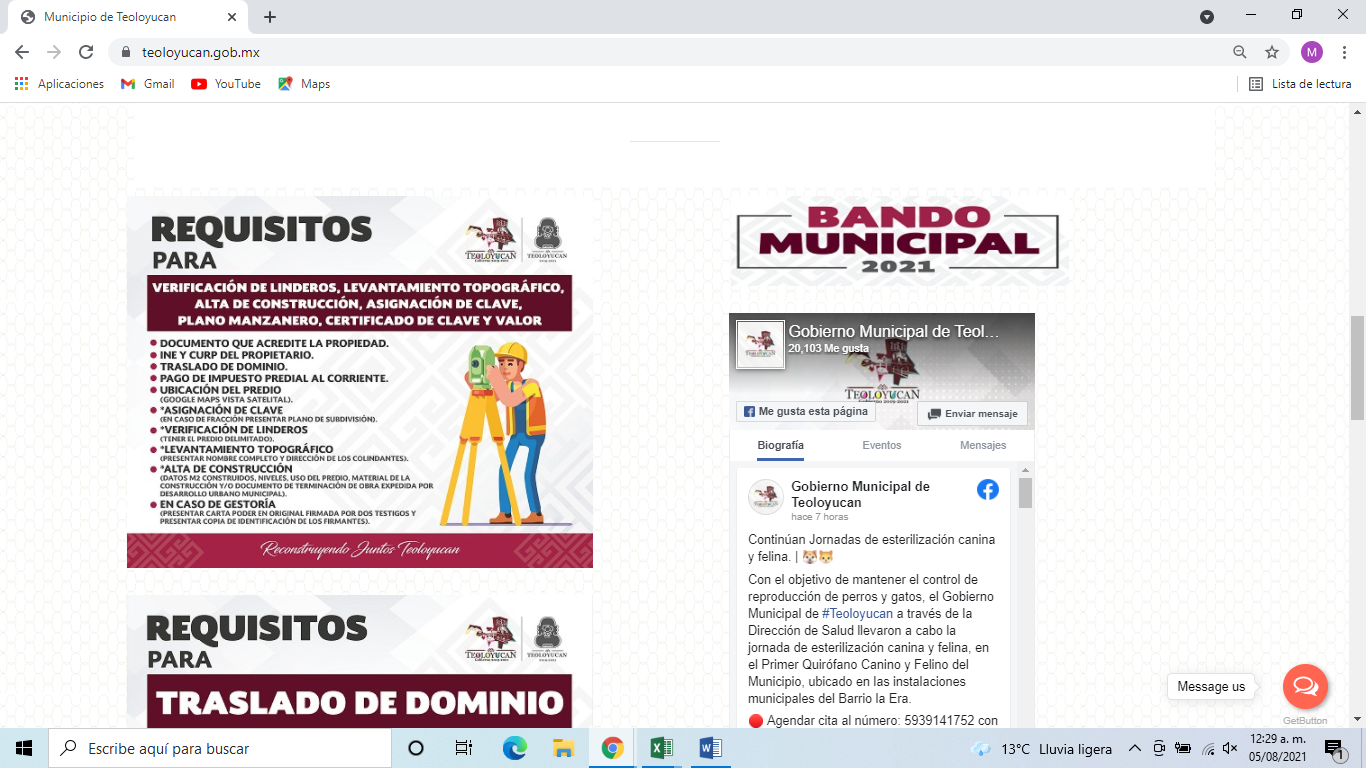 Municipio de Teoloyucan
teoloyucan.gob.mx
M
Aplicaciones
Gmail
YouTube
Maps
Lista de lectura
REQUISITOS
PARA
TEOLOYUCAN
TEOLOYUCAN
VERIFICACIÓN DE LINDEROS, LEVANTAMIENTO TOPOGRÁFICO,
ALTA DE CONSTRUCCIÓN, ASIGNACIÓN DE CLAVE,
PLANO MANZANERO, CERTIFICADO DE CLAVE Y VALOR
DOCUMENTO QUE ACREDITE LA PROPIEDAD.
INE Y CURP DEL PROPIETARIO.
TRASLADO DE DOMINIO.
PAGO DE IMPUESTO PREDIAL AL CORRIENTE.
UBICACIÓN DEL PREDIO
(GOOGLE MAPS VISTA SATELITAL).
*ASIGNACIÓN DE CLAVE
(EN CASO DE FRACCIÓN PRESENTAR PLANO DE SUBDIVISIÓN).
*VERIFICACIÓN DE LINDEROS
(TENER EL PREDIO DELIMITADO).
*LEVANTAMIENTO TOPOGRÁFICO
(PRESENTAR NOMBRE COMPLETO Y DIRECCIÓN DE LOS COLINDANTES).
*ALTA DE CONSTRUCCIÓN
(DATOS M2 CONSTRUIDOS, NIVELES, USO DEL PREDIO, MATERIAL DE LA
CONSTRUCCIÓN Y/O DOCUMENTO DE TERMINACIÓN DE OBRA EXPEDIDA POR
DESARROLLO URBANO MUNICIPAL).
EN CASO DE GESTORÍA
(PRESENTAR CARTA PODER EN ORIGINAL FIRMADA POR DOS TESTIGOS Y
PRESENTAR COPIA DE IDENTIFICACIÓN DE LOS FIRMANTES).
Reconstruyendo Juntos Teoloyucan
REQUISITOS
PARA
TEOLOYUCAN
TEOLOYUCAN
TRASLADO DE DOMINIO
BANDO
MUNICIPAL
2021
Gobierno Municipal de Teol...
20,103 Me gusta
TEOLOYUCAN
Gobierno 2019-2021
Me gusta esta página
Enviar mensaje
Biografía
Eventos
Mensajes
Gobierno Municipal de
Teoloyucan
hace 7 horas
Continúan Jornadas de esterilización canina
y felina. | 🐶🐱
Con el objetivo de mantener el control de
reproducción de perros y gatos, el Gobierno
Municipal de #Teoloyucan a través de la
Dirección de Salud llevaron a cabo la
jornada de esterilización canina y felina, en
el Primer Quirófano Canino y Felino del
Municipio, ubicado en las instalaciones
municipales del Barrio la Era.
🔴 Agendar cita al número: 5939141752 con
Message us
GetButton
Escribe aquí para buscar
13°C Lluvia ligera
12:29 a. m.
05/08/2021
1